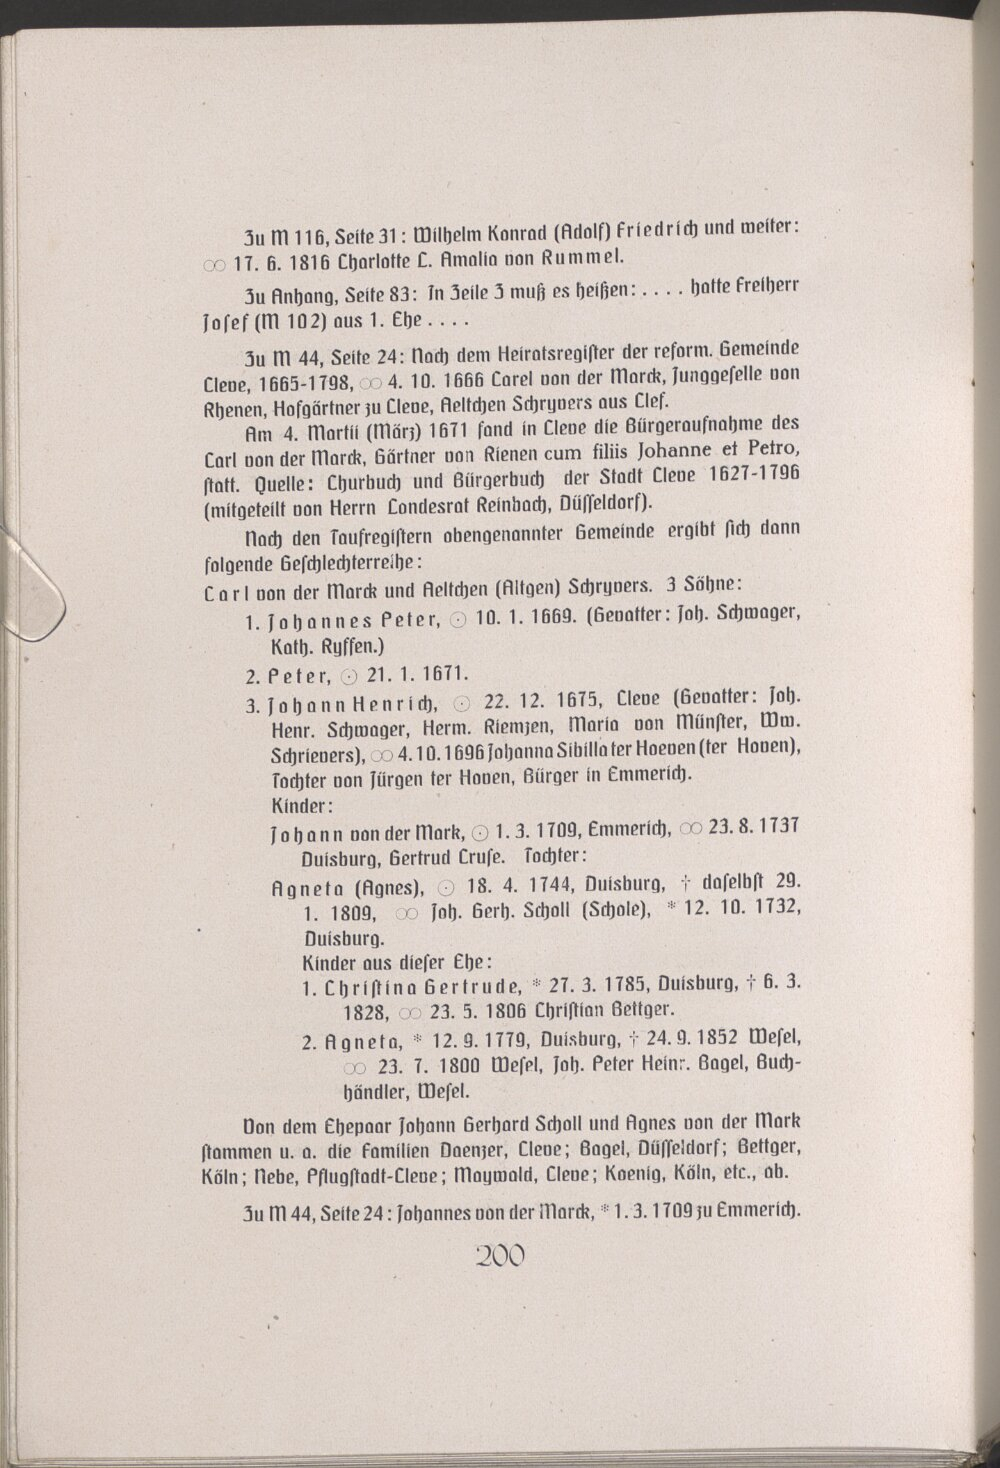 Zu M 116, Seite 31: Wilhelm Konrad (Adolf) Friedrich und weiter:
⚭ 17. 6. 1816 Charlotte L. Amalia von Rummel.
Zu Anhang, Seite 83: In Zeile 3 muß es heißen: . . . . hatte Freiherr
Josef (M 102) aus 1. Ehe . . . .
Zu M 44, Seite 24: Nach dem Heiratsregister der reform. Gemeinde
Cleve, 1665-1798, ⚭ 4. 10. 1666 Carel von der Marck, Junggeselle von
Rhenen, Hofgärtner zu Cleve, Aeltchen Schryvers aus Clef.
Am 4. Martii (März) 1671 fand in Cleve die Bürgeraufnahme des
Carl von der Marck, Gärtner von Rienen cum filiis Johanne et Petro,
statt. Quelle: Churbuch und Bürgerbuch der Stadt Cleve 1627-1796
(mitgeteilt von Herrn Landesrat Reinbach, Düsseldorf).
Nach den Taufregistern obengenannter Gemeinde ergibt sich dann
folgende Geschlechterreihe:
Carl von der Marck und Aeltchen (Altgen) Schryvers. 3 Söhne:
1. Johannes Peter, ⊙ 10. 1. 1669. (Gevatter: Joh. Schwager,
Kath. Ryffen.)
2. Peter, ⊙ 21. 1. 1671.
3. Johann Henrich, ⊙ 22. 12. 1675, Cleve (Gevatter: Joh.
Henr. Schwager, Herm. Riemzen, Maria von Münster, Ww.
Schrievers), ⚭ 4. 10. 1696 Johanna Sibilla ter Hoeven (ter Hoven),
Tochter von Jürgen ter Hoven, Bürger in Emmerich.
Kinder:
Johann von der Mark, ⊙ 1. 3. 1709, Emmerich, ⚭ 23. 8. 1737
Duisburg, Gertrud Cruse. Tochter:
Agneta (Agnes), ⊙ 18. 4. 1744, Duisburg, † daselbst 29.
1. 1809, ⚭ Joh. Gerh. Scholl (Schole), * 12. 10. 1732,
Duisburg.
Kinder aus dieser Ehe:
1. Christina Gertrude, * 27. 3. 1785, Duisburg, † 6. 3.
1828, ⚭ 23. 5. 1806 Christian Bettger.
2. Agneta, * 12. 9. 1779, Duisburg, † 24. 9. 1852 Wesel,
⚭ 23. 7. 1800 Wesel, Joh. Peter Heinr. Bagel, Buch-
händler, Wesel.
Von dem Ehepaar Johann Gerhard Scholl und Agnes von der Mark
stammen u. a. die Familien Daenzer, Cleve; Bagel, Düsseldorf; Bettger,
Köln; Nebe, Pflugstadt-Cleve; Maywald, Cleve; Koenig, Köln, etc., ab.
Zu M 44, Seite 24: Johannes von der Marck, * 1. 3. 1709 zu Emmerich.
200